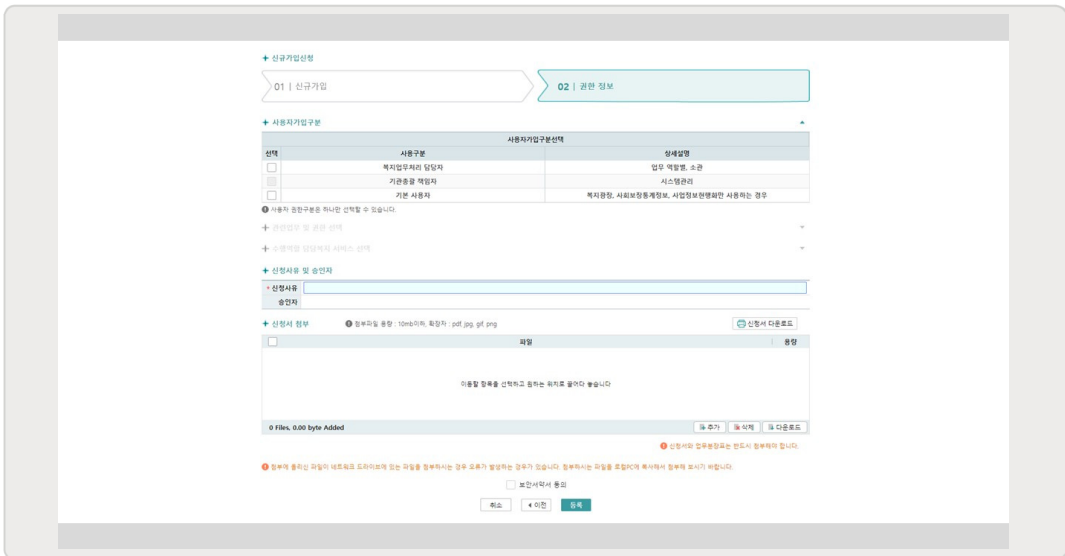 신규가입신청
01 | 신규가입
02 | 권한 정보
사용자가입구분
사용자가입구분선택
선택 사용구분 상세설명
복지업무처리 담당자 업무 역할별, 소관
기관총괄 책임자 시스템관리
기본 사용자 복지광장, 사회보장통계정보, 사업정보현행화만 사용하는 경우
사용자 권한구분은 하나만 선택할 수 있습니다.
관련업무 및 권한 선택
소명역할 담당복지 서비스 선택
신청사유 및 승인자
* 신청사유
승인자
신청서 첨부 첨부파일 용량 : 10mb이하, 확장자 : pdf, jpg, gif, png 신청서 다운로드
파일 용량
이동할 항목을 선택하고 원하는 위치로 끌어다 놓습니다
0 Files, 0.00 byte Added 추가 삭제 다운로드
신청서와 업무분장표는 반드시 첨부해야 합니다.
첨부에 올리신 파일이 네트워크 드라이브에 있는 파일을 첨부하시는 경우 오류가 발생하는 경우가 있습니다. 첨부하시는 파일을 로컬PC에 복사해서 첨부해 보시기 바랍니다.
보안서약서 동의
취소 이전 등록